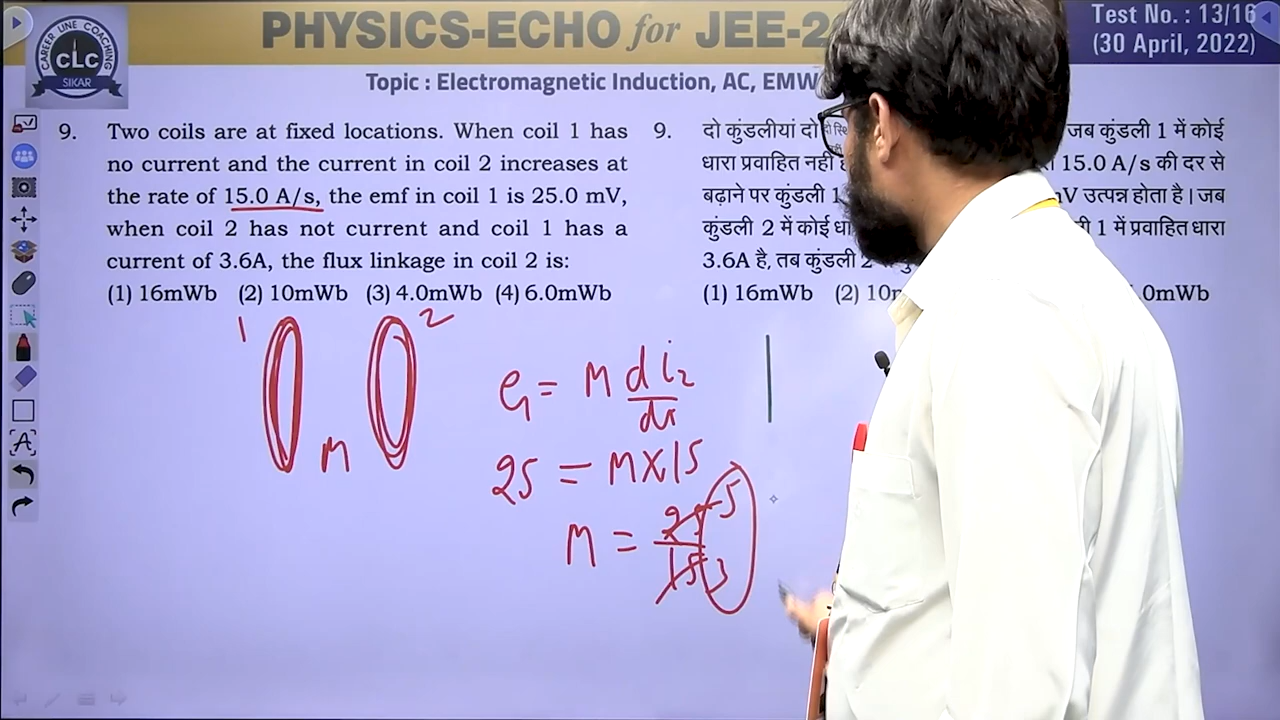 PHYSICS-ECHO for JEE-2
Test No. : 13/16
(30 April, 2022)
CAREER LINE COACHING
CLC
SIKAR
Topic : Electromagnetic Induction, AC, EMW
9. Two coils are at fixed locations. When coil 1 has
no current and the current in coil 2 increases at
the rate of 15.0 A/s, the emf in coil 1 is 25.0 mV,
when coil 2 has not current and coil 1 has a
current of 3.6A, the flux linkage in coil 2 is:
(1) 16mWb (2) 10mWb (3) 4.0mWb (4) 6.0mWb
9. दो कुंडलीयां दो जब कुंडली 1 में कोई
धारा प्रवाहित नहीं 15.0 A/s की दर से
बढ़ाने पर कुंडली 1 mV उत्पन्न होता है। जब
कुंडली 2 में कोई 1 में प्रवाहित धारा
3.6A है, तब कुंडली 2
(1) 16mWb (2) 10m .0mWb
1 2
M
e1 = M di2/dt
25 = M×15
M = 25/15 5/3
A